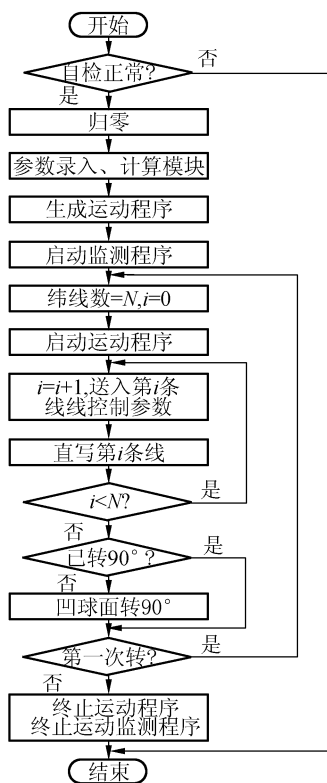 开始
自检正常?
否
是
归零
参数录入、计算模块
生成运动程序
启动监测程序
纬线数=N,i=0
启动运动程序
i=i+1,送入第i条
线线控制参数
直写第i条线
i<N?
是
否
已转90°?
是
否
凹球面转90°
第一次转?
是
否
终止运动程序
终止运动监测程序
结束